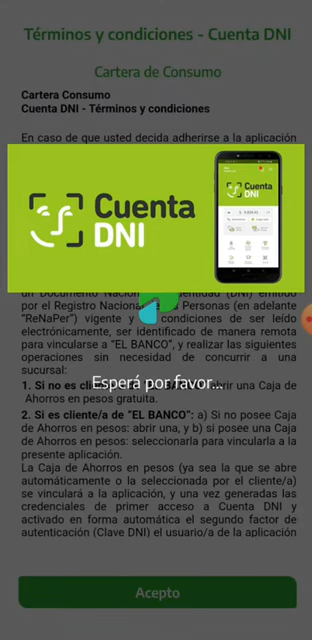 Términos y condiciones - Cuenta DNI
Cartera de Consumo
Cartera Consumo
Cuenta DNI - Términos y condiciones
En caso de que usted decida adherirse a la aplicación
Cuenta
DNI
Cuenta
DNI
un Documento Nacional de Identidad (DNI) emitido
por el Registro Nacional de las Personas (en adelante
“ReNaPer”) vigente y en condiciones de ser leído
electrónicamente, ser identificado de manera remota
para vincularse a “EL BANCO”, y realizar las siguientes
operaciones sin necesidad de concurrir a una
sucursal:
Esperá por favor...
1. Si no es cliente/a de “EL BANCO”: abrir una Caja de
Ahorros en pesos gratuita.
2. Si es cliente/a de “EL BANCO”: a) Si no posee Caja
de Ahorros en pesos: abrir una, y b) si posee una Caja
de Ahorros en pesos: seleccionarla para vincularla a la
presente aplicación.
La Caja de Ahorros en pesos (ya sea la que se abre
automáticamente o la seleccionada por el cliente/a)
se vinculará a la aplicación, y una vez generadas las
credenciales de primer acceso a Cuenta DNI y
activado en forma automática el segundo factor de
autenticación (Clave DNI) el usuario/a de la aplicación
Acepto